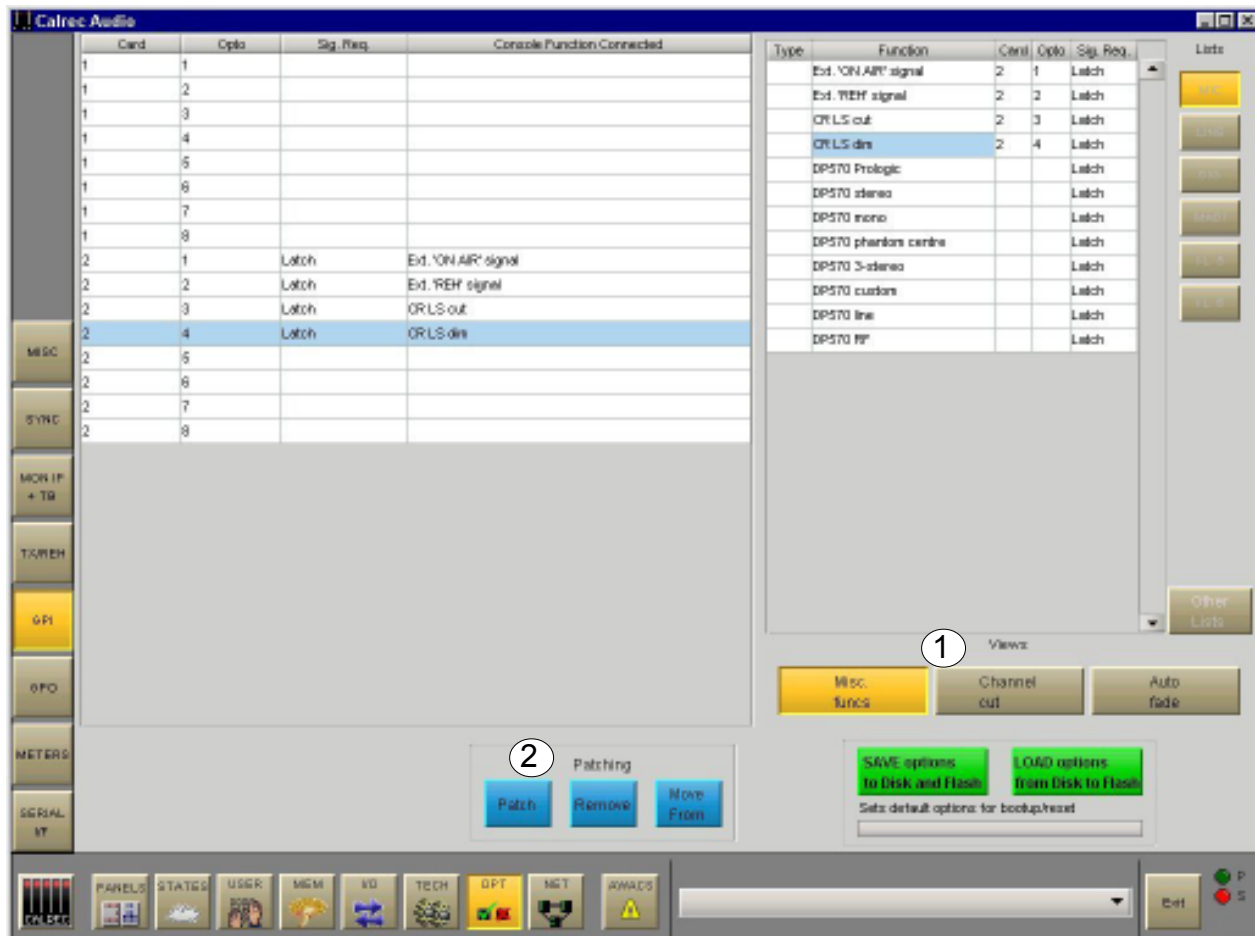 Calrec Audio
Card Opto Sig. Req. Console Function Connected
1 1
1 2
1 3
1 4
1 5
1 6
1 7
1 8
2 1 Latch Ext. 'ON AIR' signal
2 2 Latch Ext. 'REH' signal
2 3 Latch CR LS cut
2 4 Latch CR LS dim
2 5
2 6
2 7
2 8
Type Function Card Opto Sig. Req.
Ext. 'ON AIR' signal 2 1 Latch
Ext. 'REH' signal 2 2 Latch
CR LS cut 2 3 Latch
CR LS dim 2 4 Latch
DP570 Prologic Latch
DP570 stereo Latch
DP570 mono Latch
DP570 phantom centre Latch
DP570 3-stereo Latch
DP570 custom Latch
DP570 line Latch
DP570 RF Latch
Lists
MIC
LINE
Other
Lists
MISC
SYNC
MON IP
+ TB
TX/REH
GPI
GPO
METERS
SERIAL
I/F
1
Views:
Misc.
funcs
Channel
cut
Auto
fade
2
Patching
Patch
Remove
Move
From
SAVE options
to Disk and Flash
LOAD options
from Disk to Flash
Sets default options for bootup/reset
CALREC
PANELS
STATES
USER
MEM
I/O
TECH
OPT
NET
AWACS
Exit
P
S